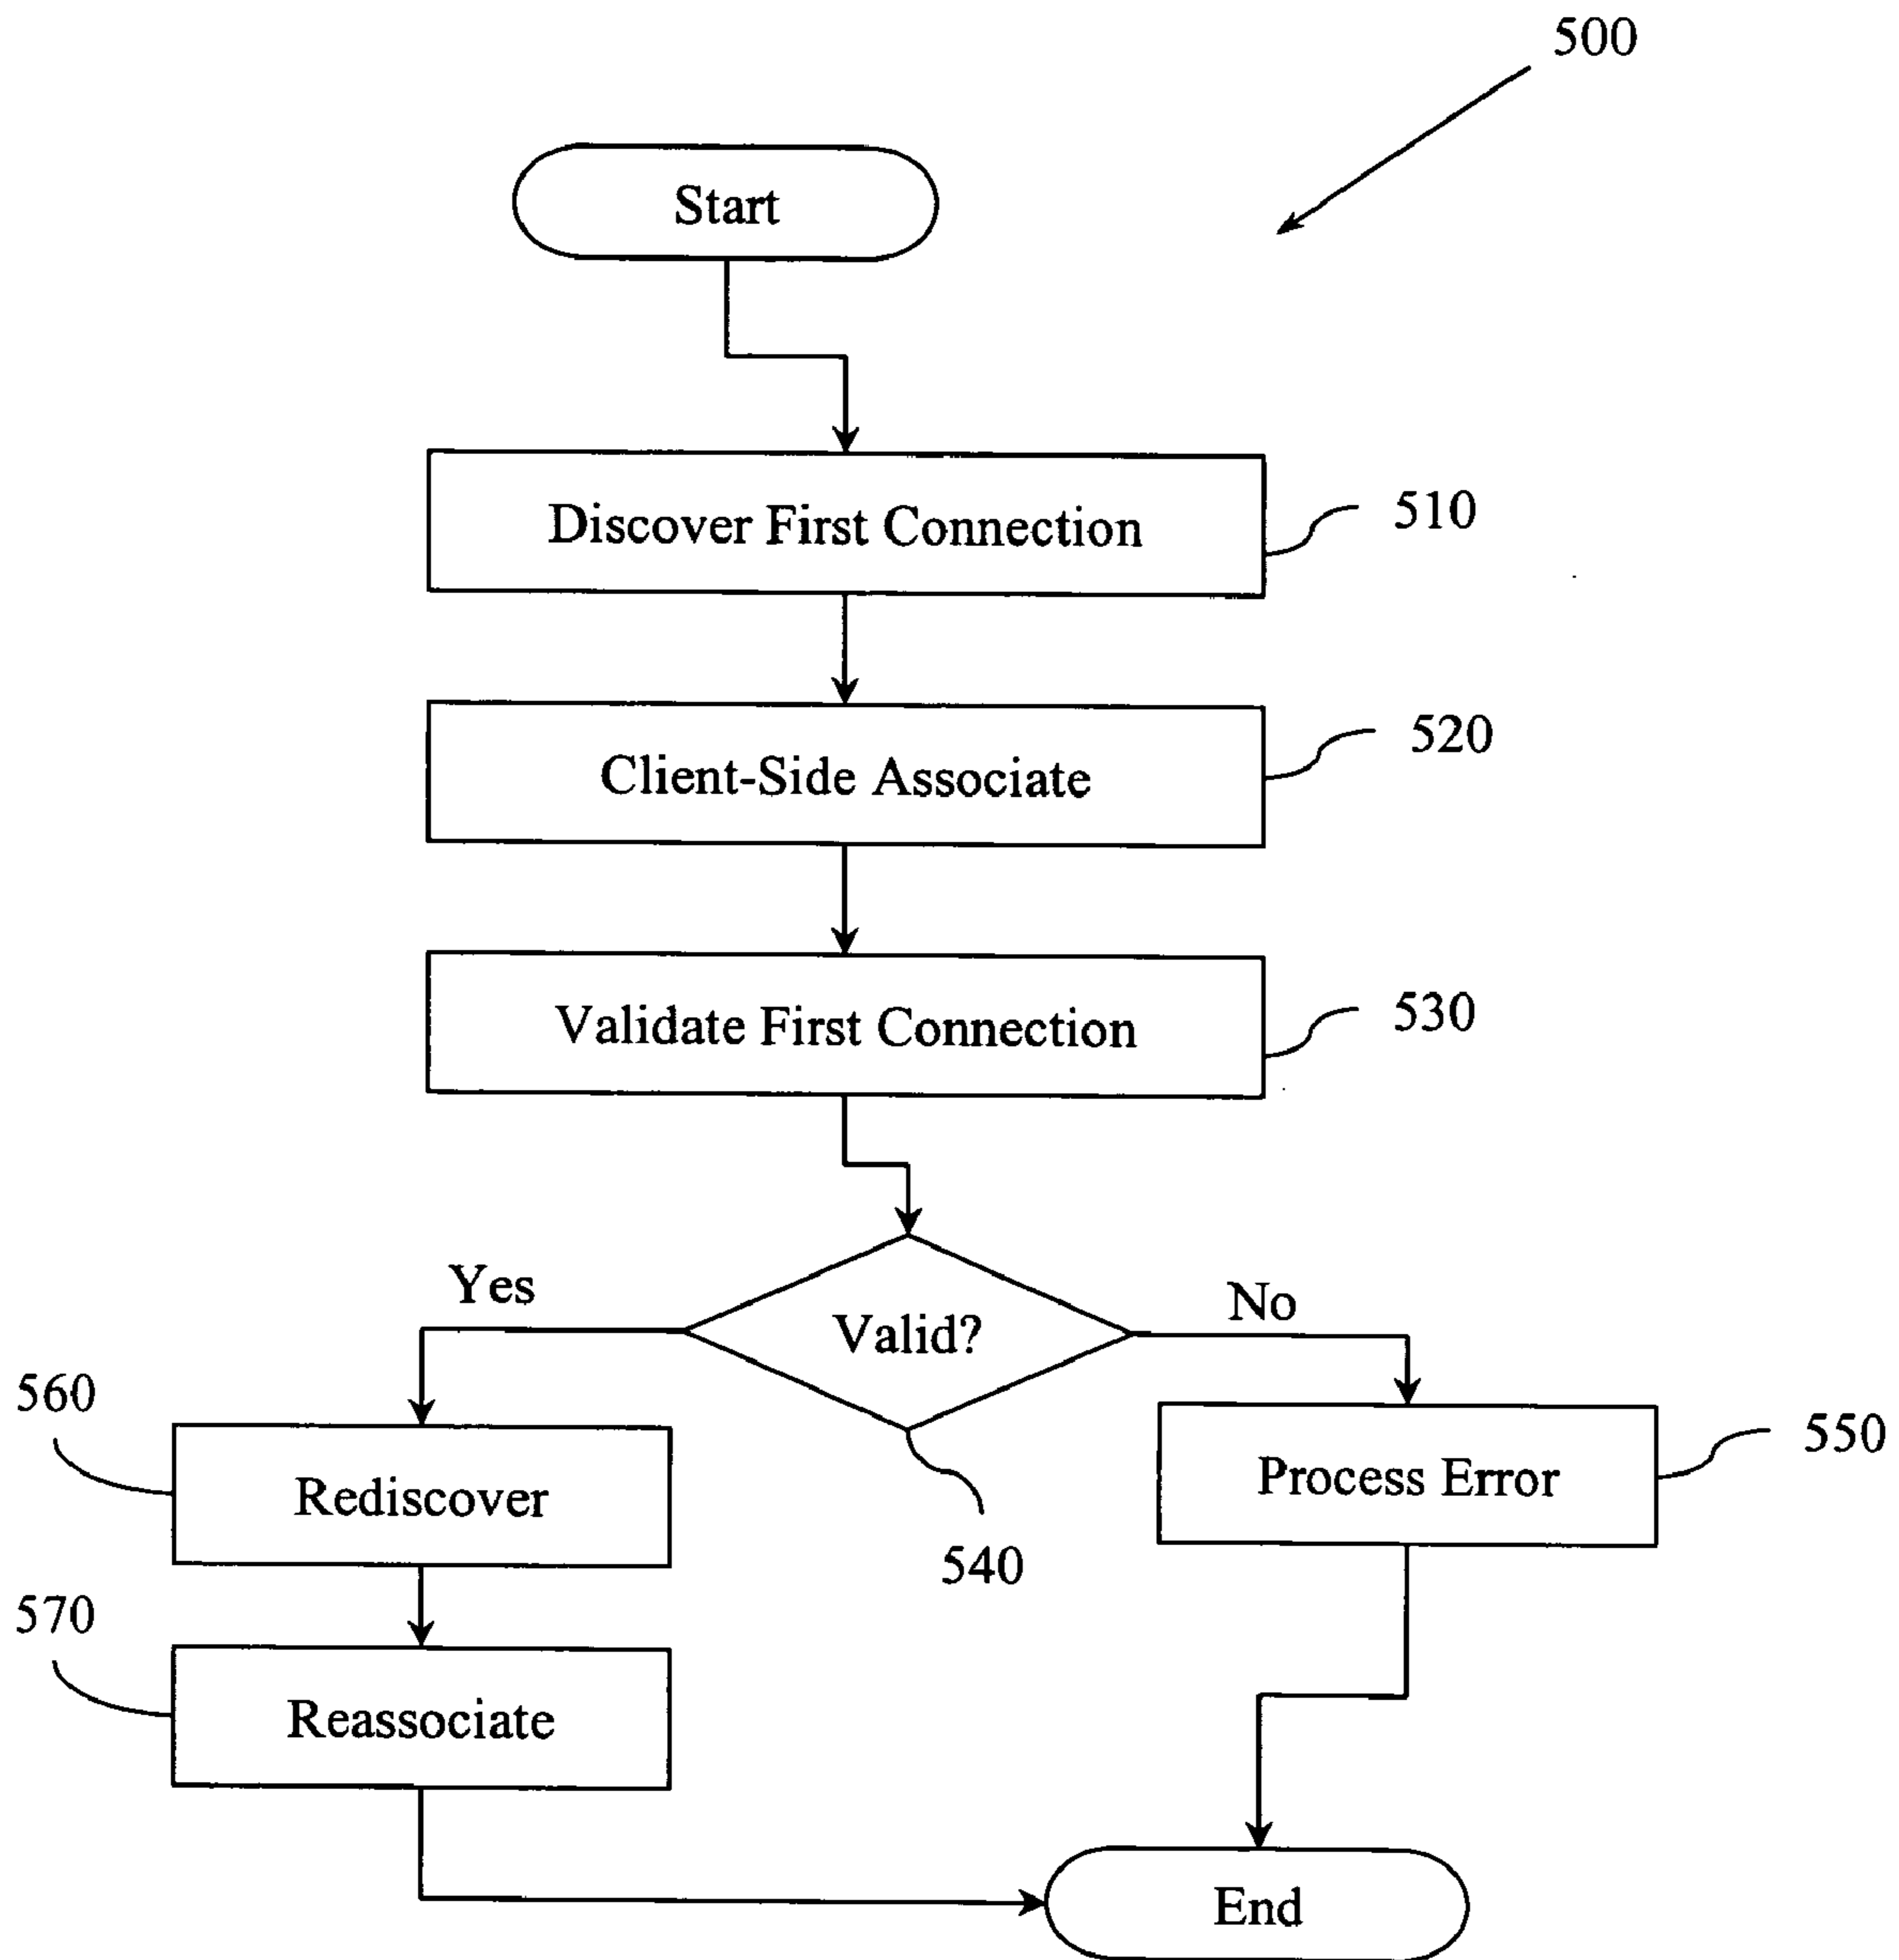 500
Start
Discover First Connection
510
Client-Side Associate
520
Validate First Connection
530
Yes
Valid?
No
560
Rediscover
540
Process Error
550
570
Reassociate
End